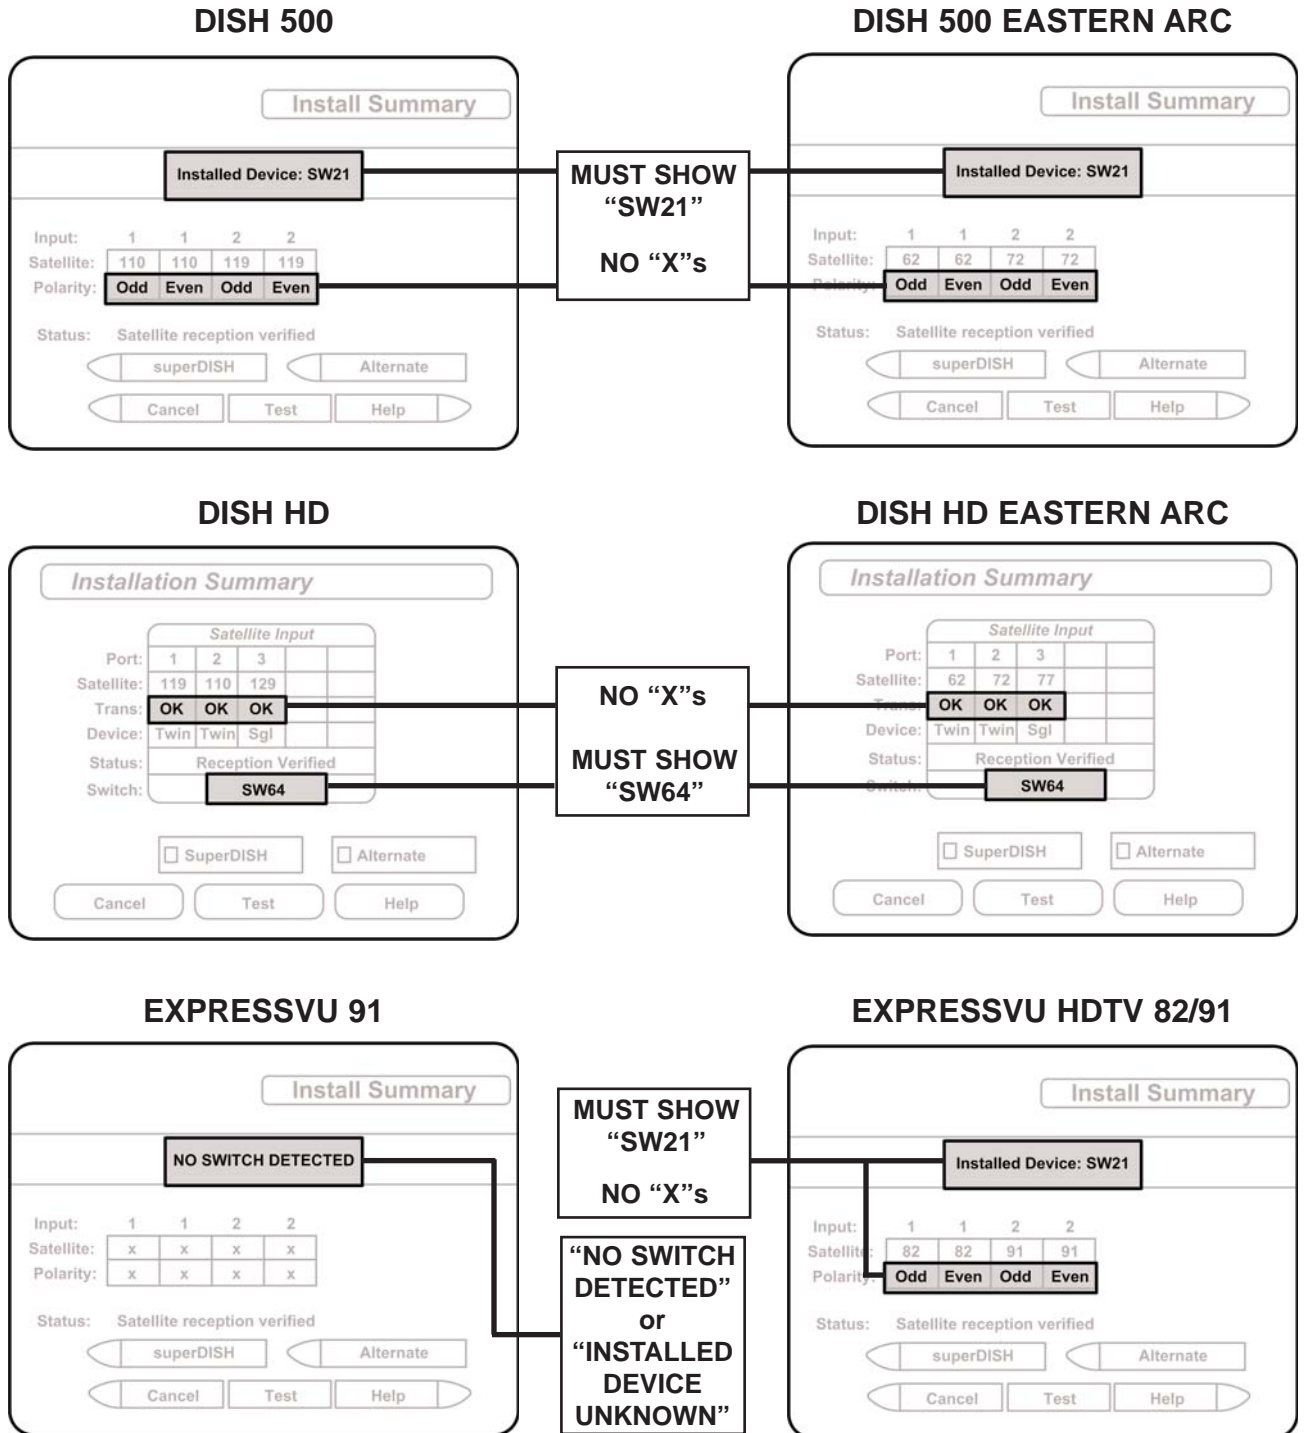 DISH 500
Install Summary
Installed Device: SW21
Input: 1 1 2 2
Satellite: 110 110 119 119
Polarity: Odd Even Odd Even
Status: Satellite reception verified
superDISH Alternate
Cancel Test Help
MUST SHOW
“SW21”
NO “X”s
DISH 500 EASTERN ARC
Install Summary
Installed Device: SW21
Input: 1 1 2 2
Satellite: 62 62 72 72
Polarity: Odd Even Odd Even
Status: Satellite reception verified
superDISH Alternate
Cancel Test Help
DISH HD
Installation Summary
Satellite Input
Port: 1 2 3
Satellite: 119 110 129
Trans: OK OK OK
Device: Twin Twin Sgl
Status: Reception Verified
Switch: SW64
SuperDISH Alternate
Cancel Test Help
NO “X”s
MUST SHOW
“SW64”
DISH HD EASTERN ARC
Installation Summary
Satellite Input
Port: 1 2 3
Satellite: 62 72 77
Trans: OK OK OK
Device: Twin Twin Sgl
Status: Reception Verified
Switch: SW64
SuperDISH Alternate
Cancel Test Help
EXPRESSVU 91
Install Summary
NO SWITCH DETECTED
Input: 1 1 2 2
Satellite: x x x x
Polarity: x x x x
Status: Satellite reception verified
superDISH Alternate
Cancel Test Help
MUST SHOW
“SW21”
NO “X”s
“NO SWITCH
DETECTED”
or
“INSTALLED
DEVICE
UNKNOWN”
EXPRESSVU HDTV 82/91
Install Summary
Installed Device: SW21
Input: 1 1 2 2
Satellite: 82 82 91 91
Polarity: Odd Even Odd Even
Status: Satellite reception verified
superDISH Alternate
Cancel Test Help